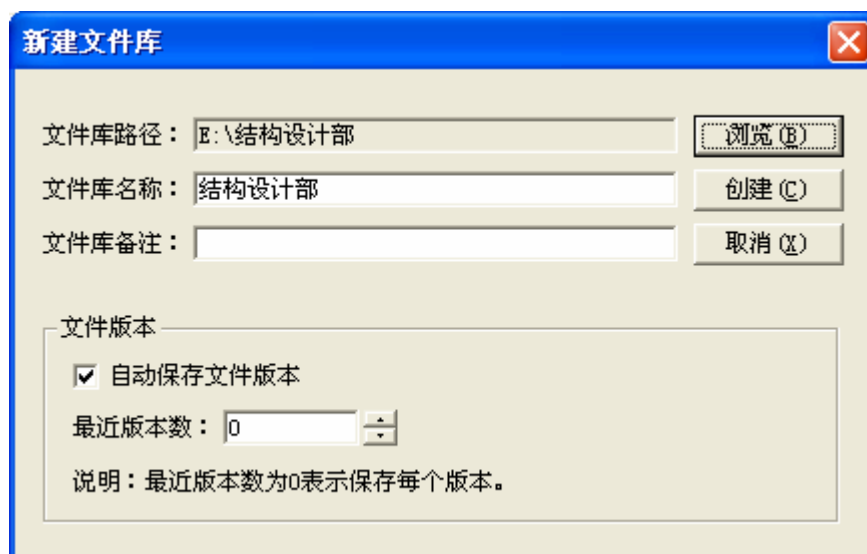 新建文件库
文件库路径：E:\结构设计部 浏览(B)
文件库名称：结构设计部 创建(C)
文件库备注： 取消(X)
文件版本
自动保存文件版本
最近版本数：0
说明：最近版本数为0表示保存每个版本。